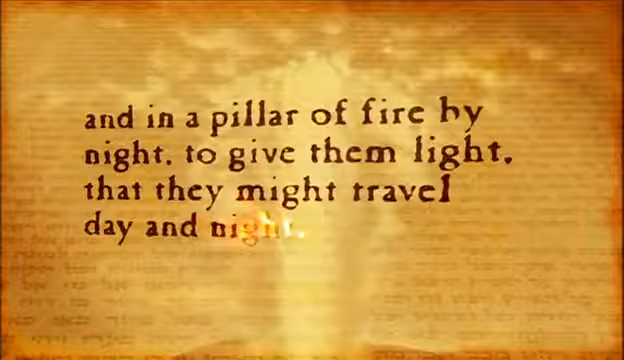 and in a pillar of fire by
night. to give them light.
that they might travel
day and night.